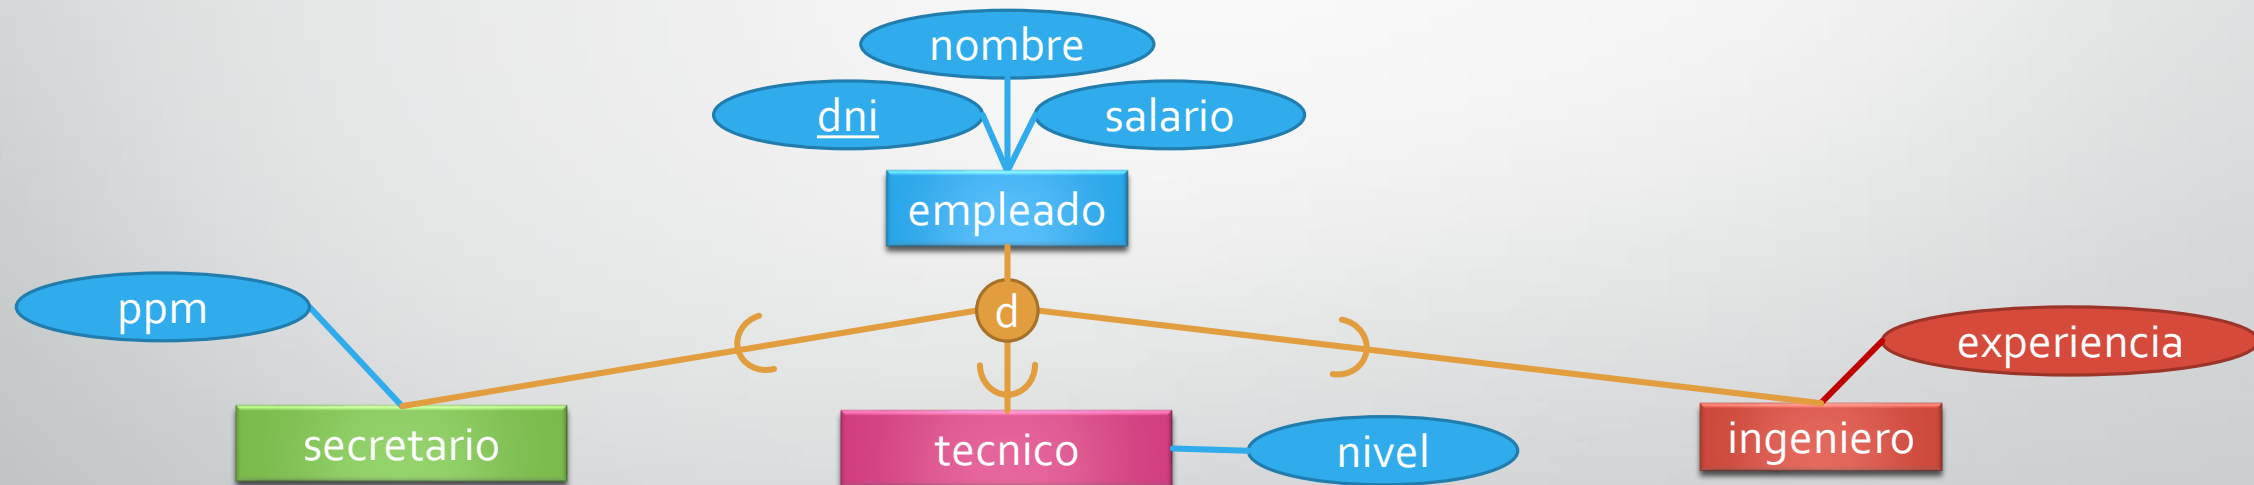 nombre
dni
salario
empleado
ppm
d
experiencia
secretario
tecnico
nivel
ingeniero